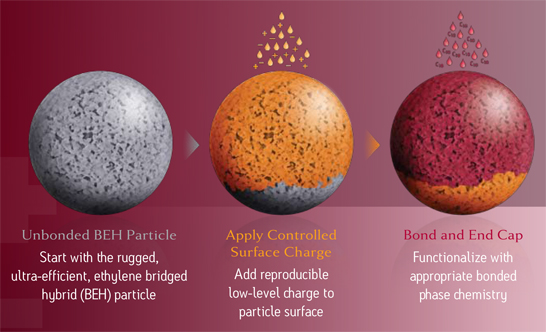 Unbonded BEH Particle
Start with the rugged,
ultra-efficient, ethylene bridged
hybrid (BEH) particle
Apply Controlled
Surface Charge
Add reproducible
low-level charge to
particle surface
Bond and End Cap
Functionalize with
appropriate bonded
phase chemistry